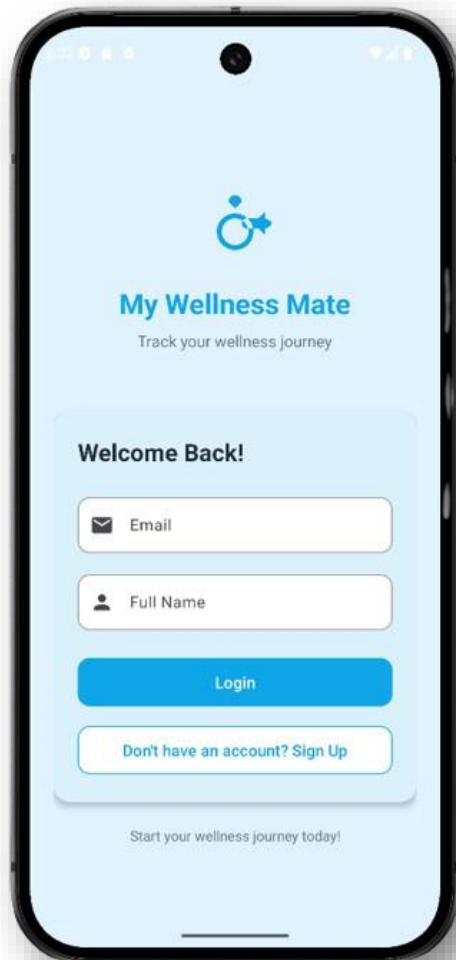 My Wellness Mate
Track your wellness journey
Welcome Back!
Email
Full Name
Login
Don't have an account? Sign Up
Start your wellness journey today!